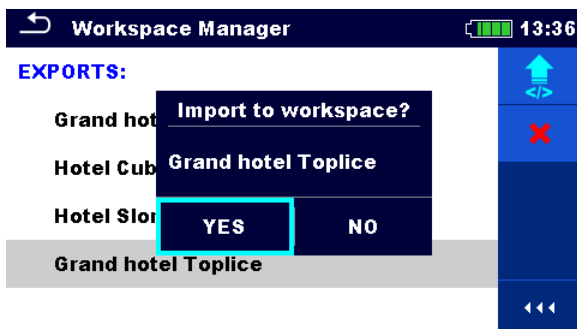 Workspace Manager 13:36
EXPORTS:
</>
Grand hot
Import to workspace?
Hotel Cub
Grand hotel Toplice
Hotel Slon
YES NO
Grand hotel Toplice